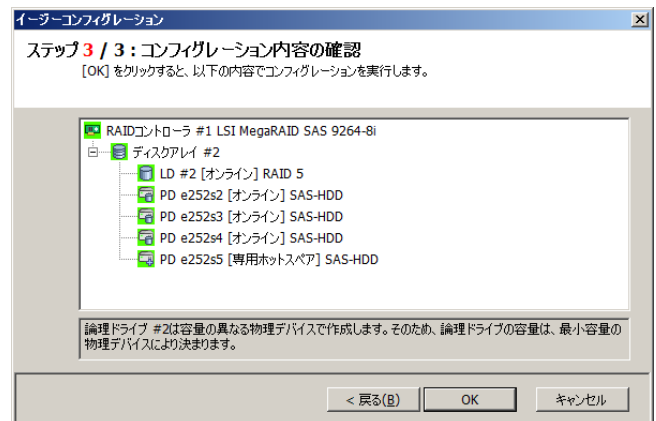 イージーコンフィグレーション
ステップ 3 / 3 : コンフィグレーション内容の確認
[OK] をクリックすると、以下の内容でコンフィグレーションを実行します。
RAIDコントローラ #1 LSI MegaRAID SAS 9264-8i
ディスクアレイ #2
LD #2 [オンライン] RAID 5
PD e252s2 [オンライン] SAS-HDD
PD e252s3 [オンライン] SAS-HDD
PD e252s4 [オンライン] SAS-HDD
PD e252s5 [専用ホットスペア] SAS-HDD
論理ドライブ #2は容量の異なる物理デバイスで作成します。そのため、論理ドライブの容量は、最小容量の
物理デバイスにより決まります。
< 戻る(B) OK キャンセル